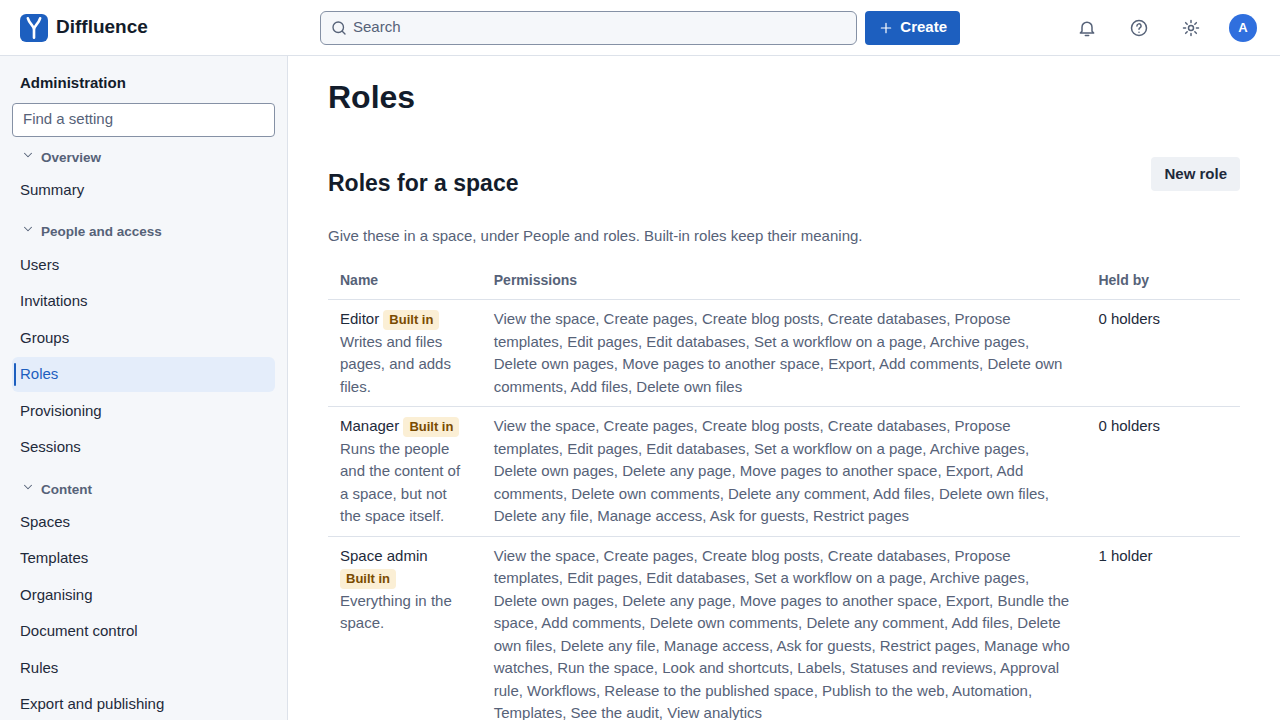 Diffluence
Search
Create
A
Administration
Find a setting
Overview
Summary
People and access
Users
Invitations
Groups
Roles
Provisioning
Sessions
Content
Spaces
Templates
Organising
Document control
Rules
Export and publishing
Roles
Roles for a space
New role
Give these in a space, under People and roles. Built-in roles keep their meaning.
Name Permissions Held by
Editor Built in
Writes and files
pages, and adds
files.
View the space, Create pages, Create blog posts, Create databases, Propose
templates, Edit pages, Edit databases, Set a workflow on a page, Archive pages,
Delete own pages, Move pages to another space, Export, Add comments, Delete own
comments, Add files, Delete own files
0 holders
Manager Built in
Runs the people
and the content of
a space, but not
the space itself.
View the space, Create pages, Create blog posts, Create databases, Propose
templates, Edit pages, Edit databases, Set a workflow on a page, Archive pages,
Delete own pages, Delete any page, Move pages to another space, Export, Add
comments, Delete own comments, Delete any comment, Add files, Delete own files,
Delete any file, Manage access, Ask for guests, Restrict pages
0 holders
Space admin
Built in
Everything in the
space.
View the space, Create pages, Create blog posts, Create databases, Propose
templates, Edit pages, Edit databases, Set a workflow on a page, Archive pages,
Delete own pages, Delete any page, Move pages to another space, Export, Bundle the
space, Add comments, Delete own comments, Delete any comment, Add files, Delete
own files, Delete any file, Manage access, Ask for guests, Restrict pages, Manage who
watches, Run the space, Look and shortcuts, Labels, Statuses and reviews, Approval
rule, Workflows, Release to the published space, Publish to the web, Automation,
Templates, See the audit, View analytics
1 holder